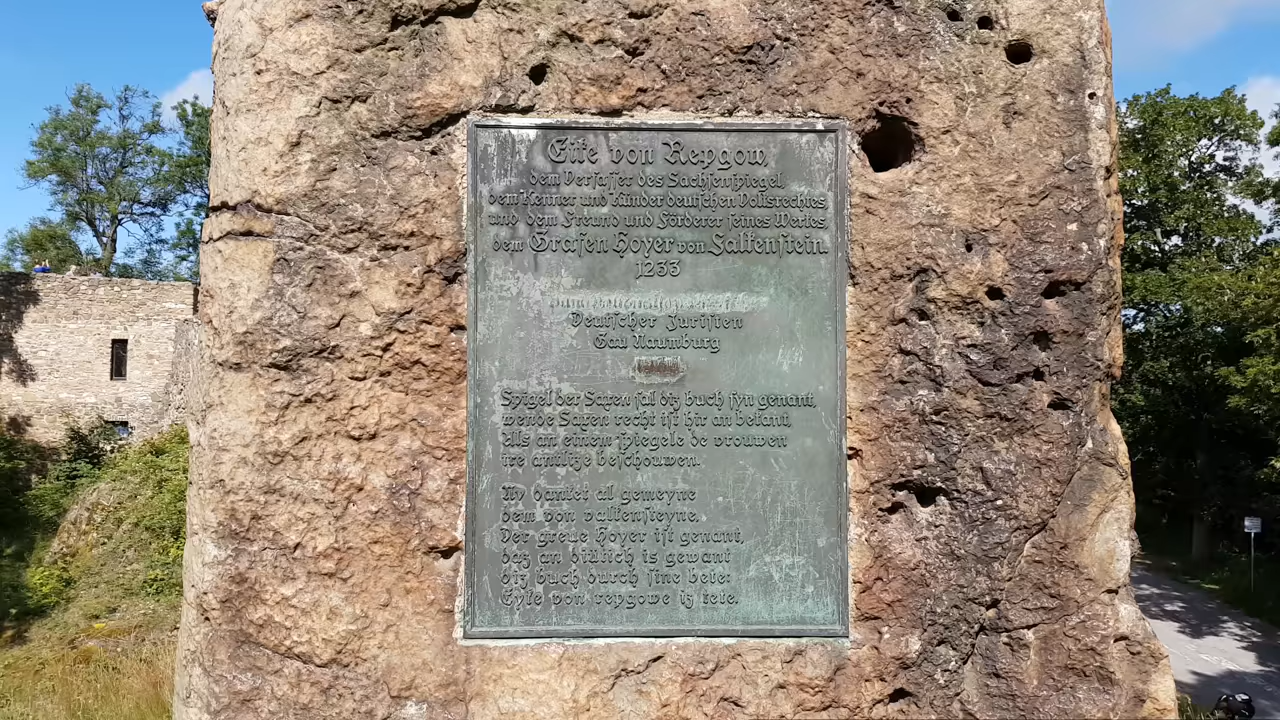 Eike von Repgow,
dem Verfasser des Sachsenspiegel,
dem Kenner und Künder deutschen Volksrechtes
und dem Freund und Förderer seines Werkes,
dem Grafen Hoyer von Falkenstein.
1233
Deutscher Juristen
Gau Naumburg
Spigel der Saxen sal diz buch syn genant,
wende Saxen recht ist hir an bekant,
Als an einem spiegele de vrouwen
ire antlize beschouwen.
Ny danket al gemeyne
dem von valkensteyne,
Der greve Hoyer ist genant,
daz an diutich is gewant
diz buch durch sine bete:
Eyke von repgowe iz tete.